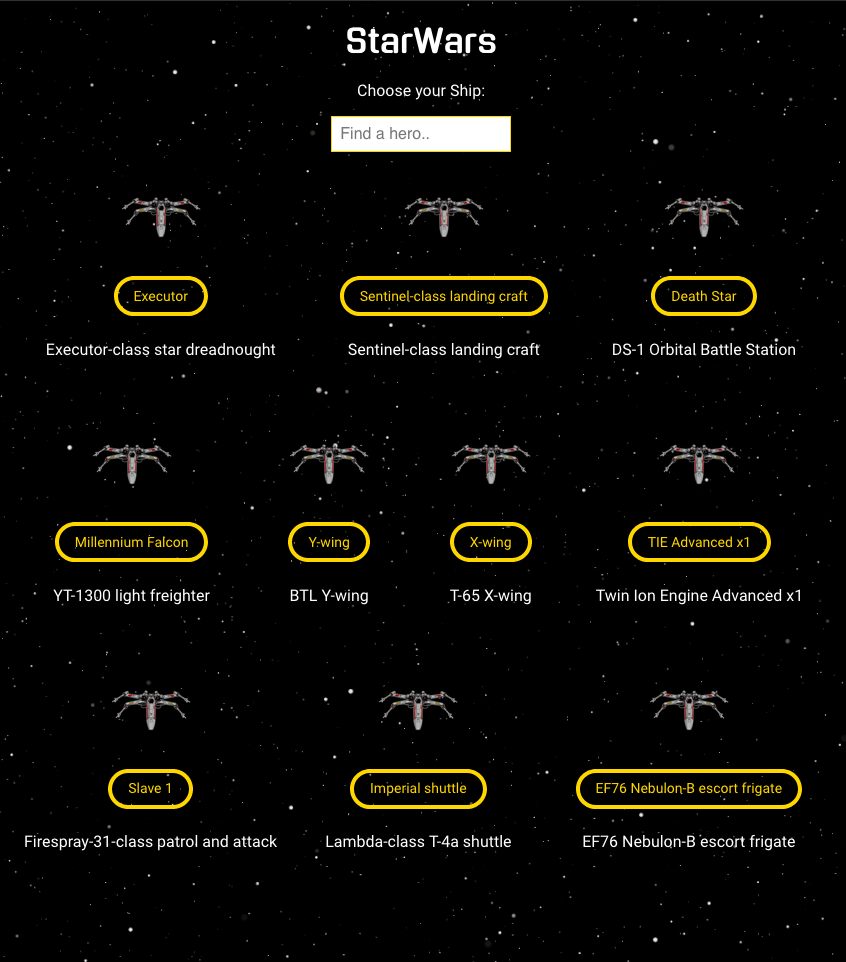 StarWars
Choose your Ship:
Find a hero..
Executor Sentinel-class landing craft Death Star
Executor-class star dreadnought Sentinel-class landing craft DS-1 Orbital Battle Station
Millennium Falcon Y-wing X-wing TIE Advanced x1
YT-1300 light freighter BTL Y-wing T-65 X-wing Twin Ion Engine Advanced x1
Slave 1 Imperial shuttle EF76 Nebulon-B escort frigate
Firespray-31-class patrol and attack Lambda-class T-4a shuttle EF76 Nebulon-B escort frigate